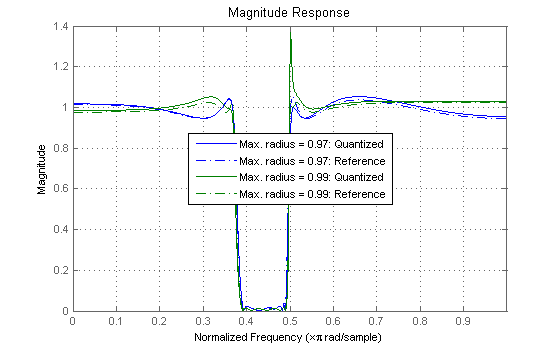 Magnitude Response
1.4
1.2
1
0.8
0.6
0.4
0.2
0
Magnitude
Max. radius = 0.97: Quantized
Max. radius = 0.97: Reference
Max. radius = 0.99: Quantized
Max. radius = 0.99: Reference
0 0.1 0.2 0.3 0.4 0.5 0.6 0.7 0.8 0.9
Normalized Frequency (×π rad/sample)